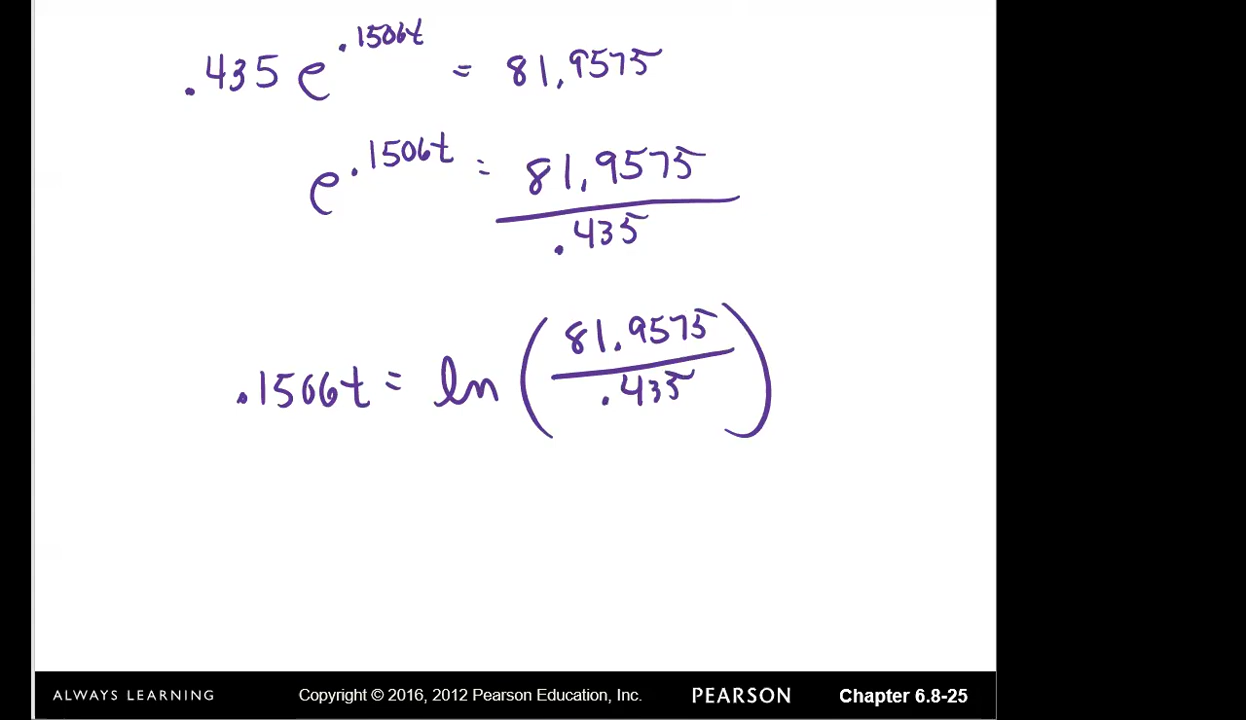 .435 e^.1506t = 81.9575
e^.1506t = 81.9575 / .435
.1506t = ln ( 81.9575 / .435 )
ALWAYS LEARNING Copyright © 2016, 2012 Pearson Education, Inc. PEARSON Chapter 6.8-25